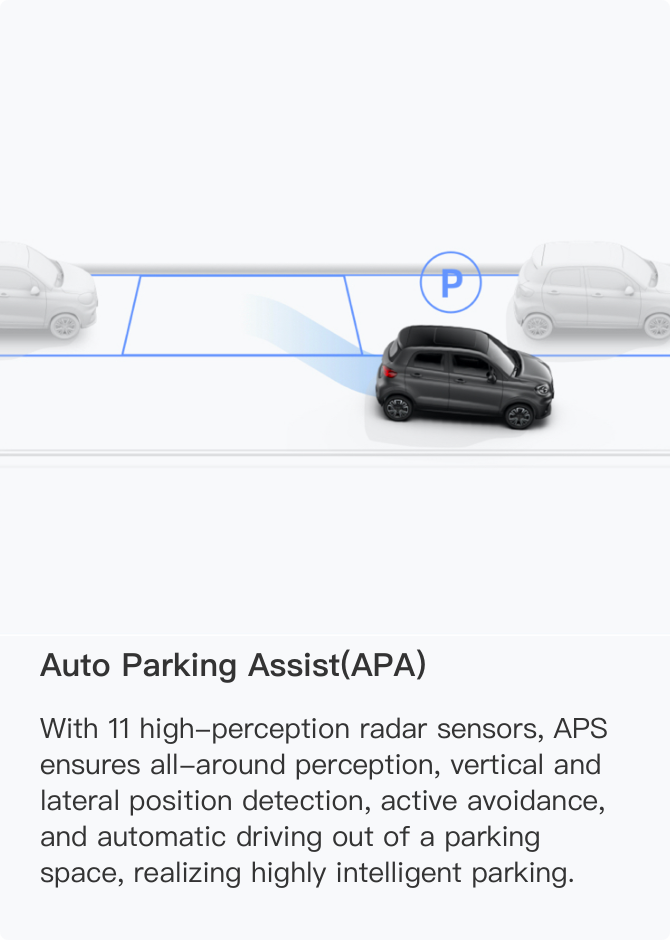 P
Auto Parking Assist(APA)
With 11 high–perception radar sensors, APS
ensures all–around perception, vertical and
lateral position detection, active avoidance,
and automatic driving out of a parking
space, realizing highly intelligent parking.